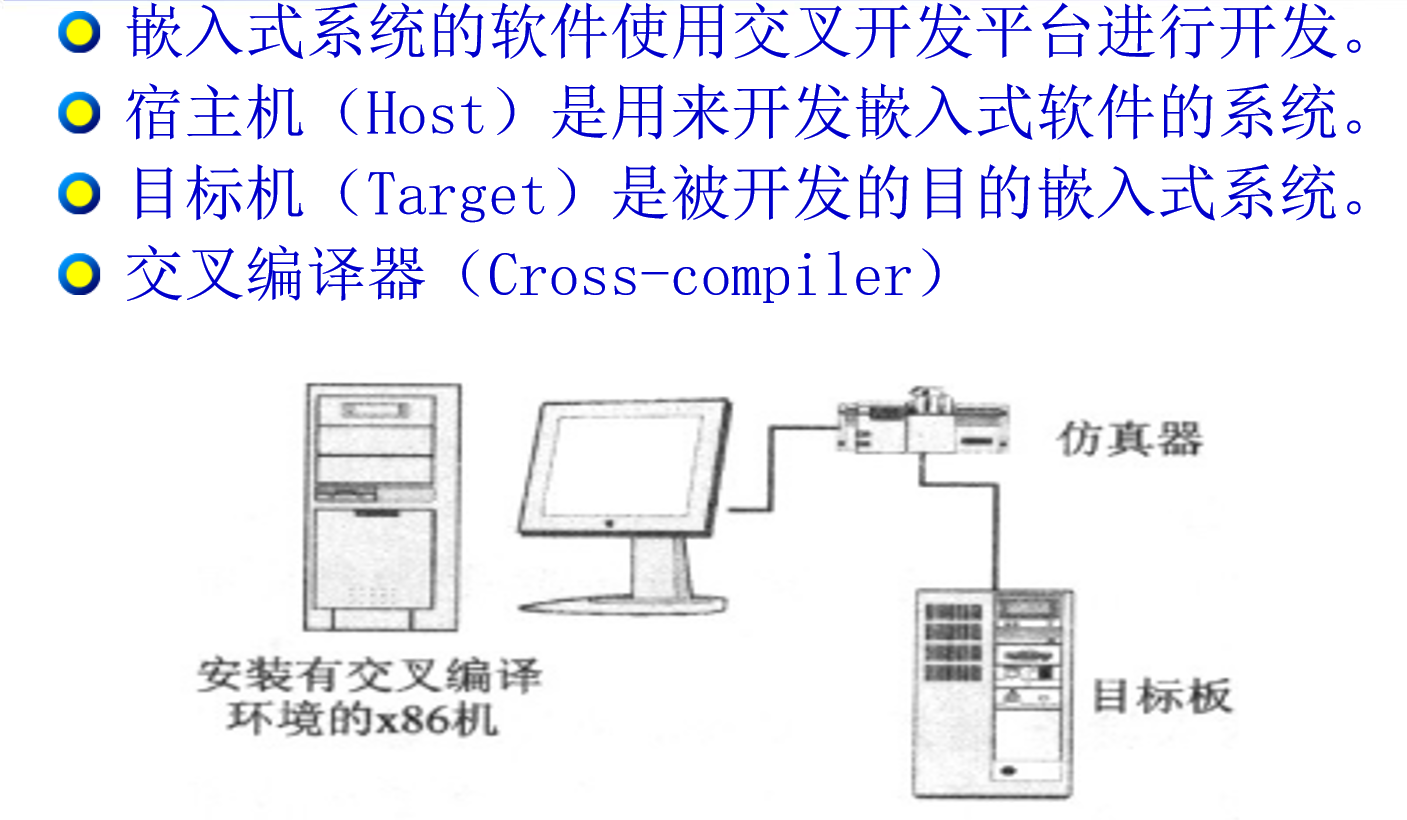 嵌入式系统的软件使用交叉开发平台进行开发。
宿主机（Host）是用来开发嵌入式软件的系统。
目标机（Target）是被开发的目的嵌入式系统。
交叉编译器（Cross-compiler）
仿真器
安装有交叉编译
环境的x86机
目标板